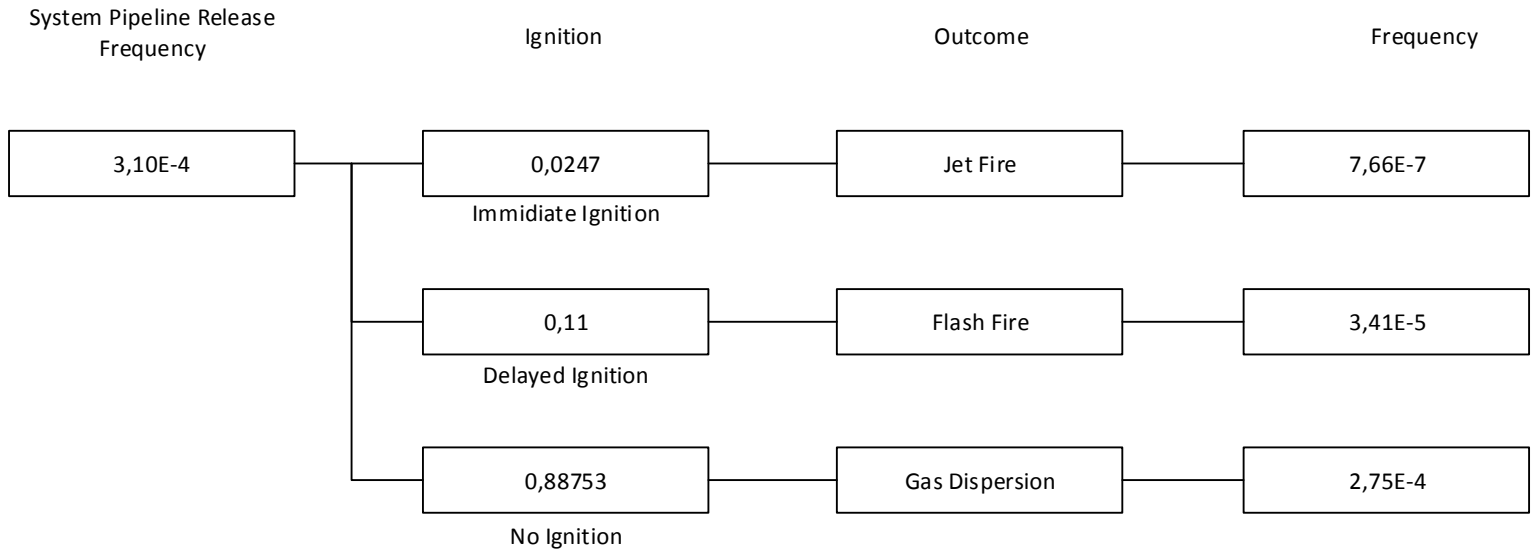 System Pipeline Release
Frequency
Ignition
Outcome
Frequency
3,10E-4
0,0247
Jet Fire
7,66E-7
Immidiate Ignition
0,11
Flash Fire
3,41E-5
Delayed Ignition
0,88753
Gas Dispersion
2,75E-4
No Ignition